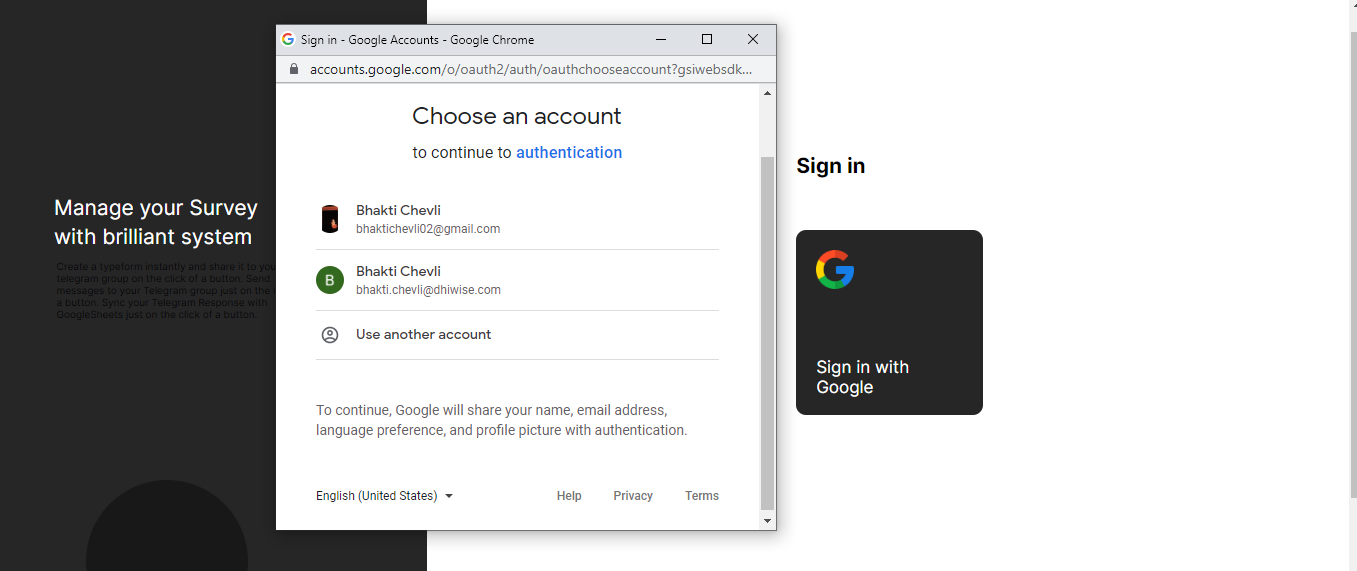 Sign in - Google Accounts - Google Chrome
accounts.google.com/o/oauth2/auth/oauthchooseaccount?gsiwebsdk...
Choose an account
to continue to authentication
Bhakti Chevli
bhaktichevli02@gmail.com
B
Bhakti Chevli
bhakti.chevli@dhiwise.com
Use another account
To continue, Google will share your name, email address,
language preference, and profile picture with authentication.
English (United States)
Help
Privacy
Terms
Manage your Survey
with brilliant system
Create a typeform instantly and share it to
telegram group on the click of a button. Send
messages to your Telegram group just on the
a button. Sync your Telegram Response with
GoogleSheets just on the click of a button.
Sign in
Sign in with
Google